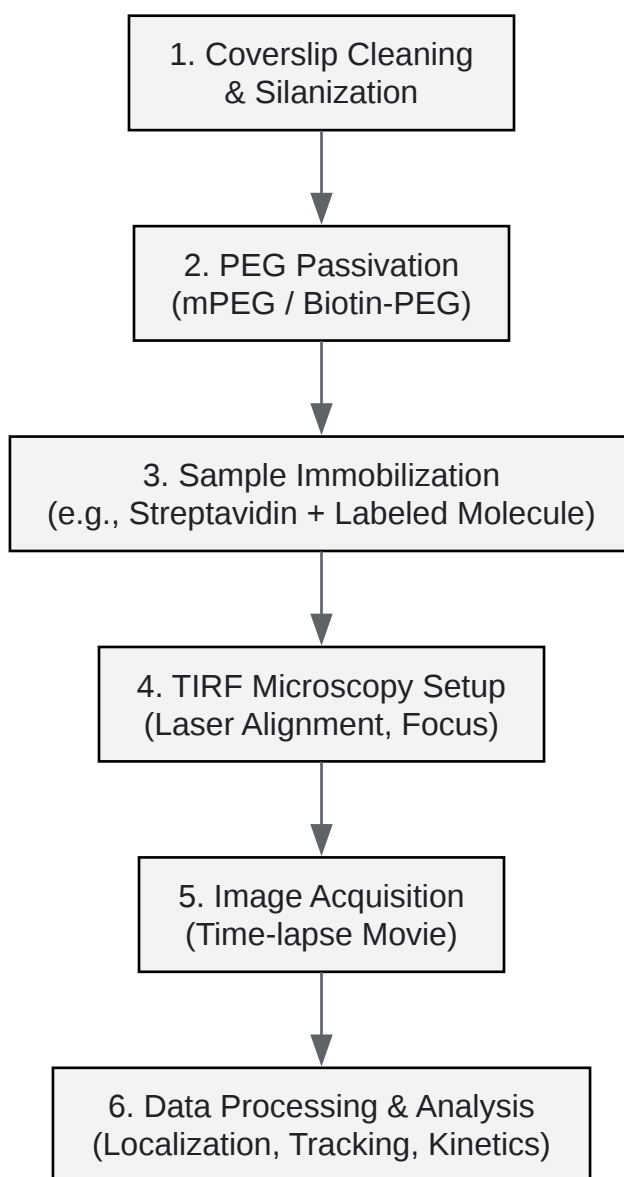 1. Coverslip Cleaning
& Silanization
2. PEG Passivation
(mPEG / Biotin-PEG)
3. Sample Immobilization
(e.g., Streptavidin + Labeled Molecule)
4. TIRF Microscopy Setup
(Laser Alignment, Focus)
5. Image Acquisition
(Time-lapse Movie)
6. Data Processing & Analysis
(Localization, Tracking, Kinetics)